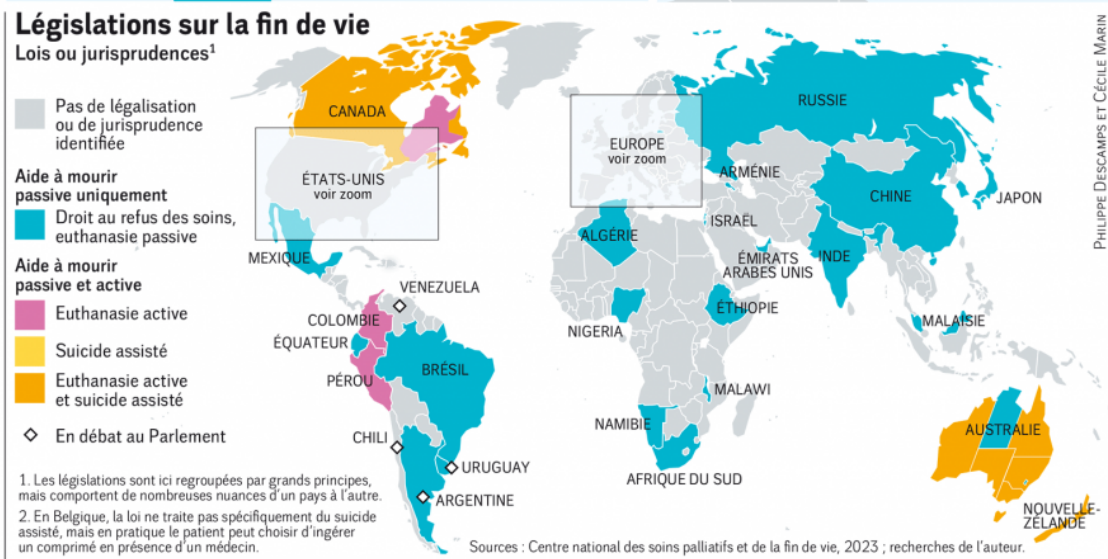 Légissations sur la fin de vie
Lois ou jurisprudences¹
Pas de légalisation
ou de jurisprudence
identifiée
Aide à mourir
passive uniquement
Droit au refus des soins,
euthanasie passive
Aide à mourir
passive et active
Euthanasie active
Suicide assisté
Euthanasie active
et suicide assisté
En débat au Parlement
1. Les législations sont ici regroupées par grands principes,
mais comportent de nombreuses nuances d'un pays à l'autre.
2. En Belgique, la loi ne traite pas spécifiquement du suicide
assisté, mais en pratique le patient peut choisir d'ingérer
un comprimé en présence d'un médecin.
CANADA
ÉTATS-UNIS
voir zoom
MEXIQUE
VENEZUELA
COLOMBIE
ÉQUATEUR
PÉROU
BRÉSIL
CHILI
URUGUAY
ARGENTINE
EUROPE
voir zoom
RUSSIE
ARMÉNIE
CHINE
JAPON
ISRAËL
ALGÉRIE
ÉMIRATS
ARABES UNIS
INDE
ÉTHIOPIE
NIGERIA
MALAISIE
MALAWI
NAMIBIE
AFRIQUE DU SUD
AUSTRALIE
NOUVELLE-
ZÉLANDE
Sources : Centre national des soins palliatifs et de la fin de vie, 2023 ; recherches de l'auteur.
PHILIPPE DESCAMPS ET CÉCILE MARIN